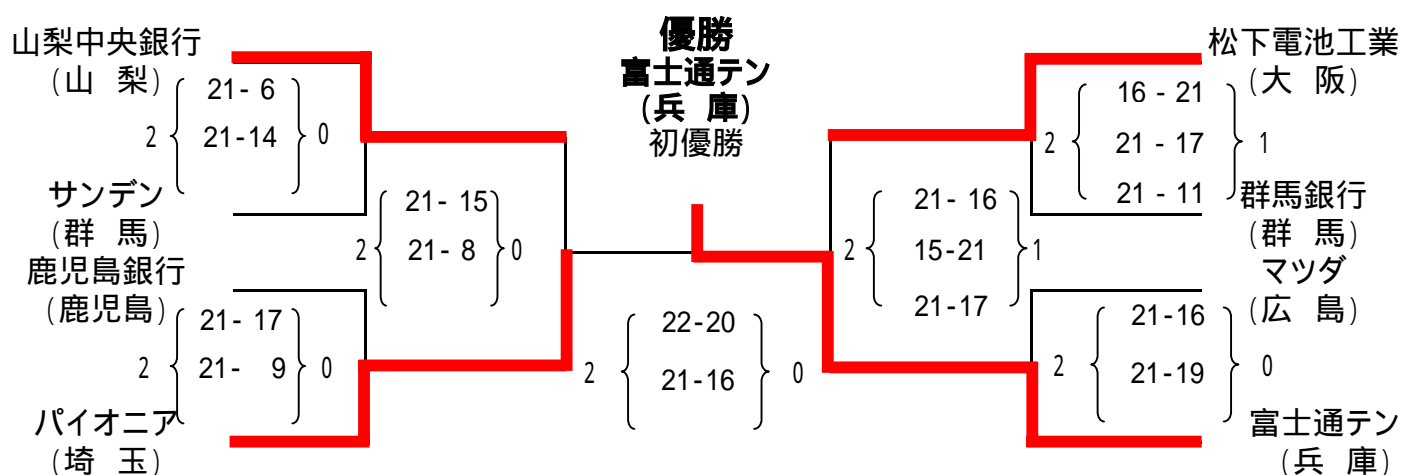 優勝
富士通テン
(兵 庫)
初優勝
山梨中央銀行
(山 梨)
2 21- 6 0
21-14
サンデン
(群 馬)
鹿児島銀行
(鹿児島)
2 21- 17 0
21- 9
パイオニア
(埼 玉)
2 21- 15 0
21- 8
2 22-20 0
21-16
2 21- 16 1
15-21
21-17
松下電池工業
(大 阪)
2 16 - 21 1
21 - 17
21 - 11
群馬銀行
(群 馬)
マツダ
(広 島)
2 21-16 0
21-19
富士通テン
(兵 庫)